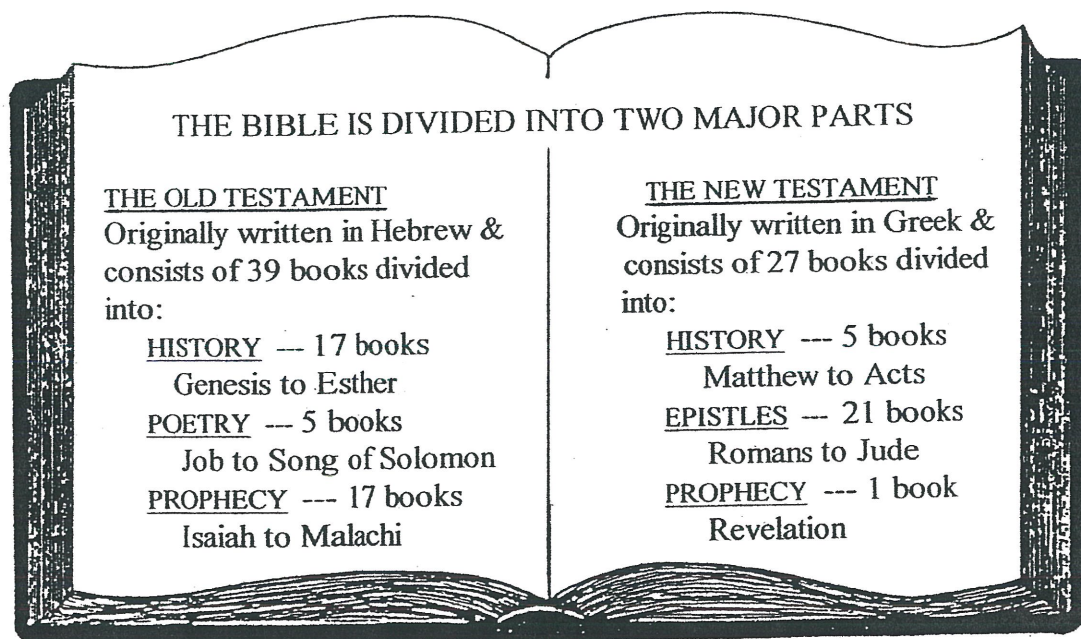 THE BIBLE IS DIVIDED INTO TWO MAJOR PARTS
THE OLD TESTAMENT
Originally written in Hebrew &
consists of 39 books divided
into:
HISTORY --- 17 books
Genesis to Esther
POETRY --- 5 books
Job to Song of Solomon
PROPHECY --- 17 books
Isaiah to Malachi
THE NEW TESTAMENT
Originally written in Greek &
consists of 27 books divided
into:
HISTORY --- 5 books
Matthew to Acts
EPISTLES --- 21 books
Romans to Jude
PROPHECY --- 1 book
Revelation